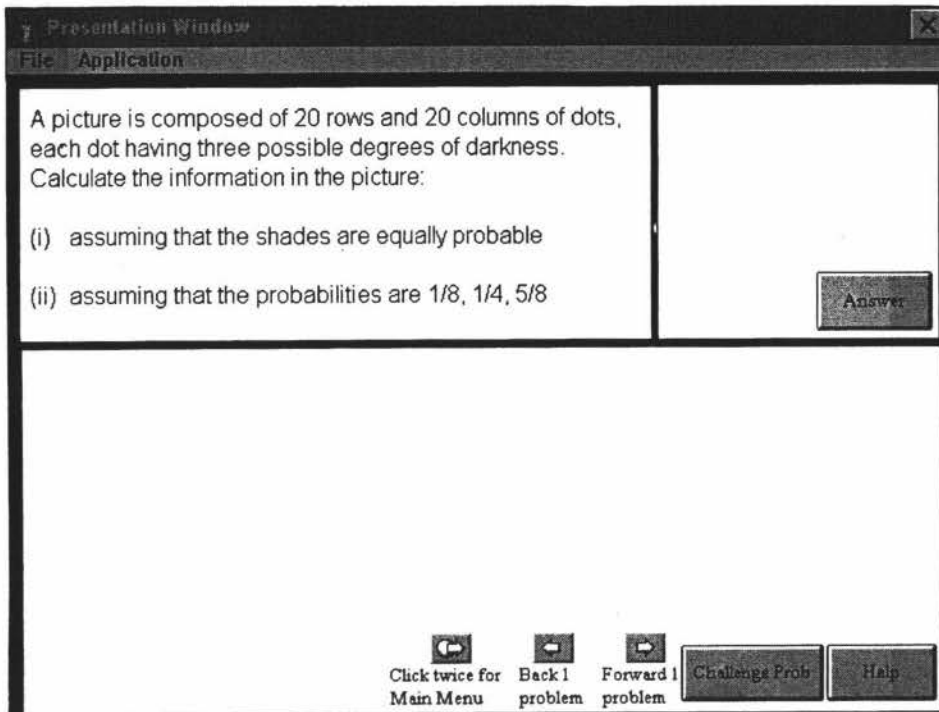 Presentation Window
File Application
A picture is composed of 20 rows and 20 columns of dots,
each dot having three possible degrees of darkness.
Calculate the information in the picture:
(i) assuming that the shades are equally probable
(ii) assuming that the probabilities are 1/8, 1/4, 5/8
Answer
Click twice for
Main Menu
Back 1
problem
Forward 1
problem
Challenge Prob
Help